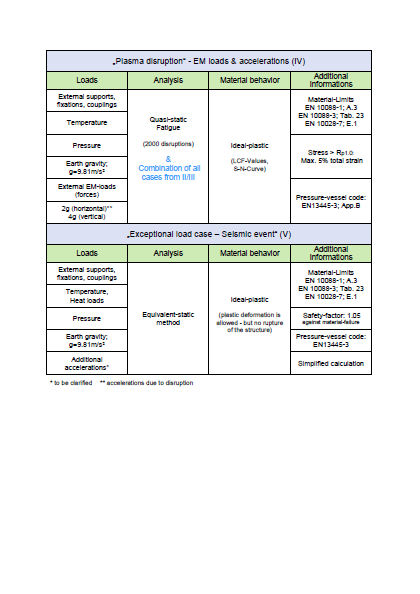 „Plasma disruption“ - EM loads & accelerations (IV)
Loads
Analysis
Material behavior
Additional
informations
External supports,
fixations, couplings
Temperature
Pressure
Earth gravity;
g=9.81m/s²
External EM-loads
(forces)
2g (horizontal)**
4g (vertical)
Quasi-static
Fatigue
(2000 disruptions)
&
Combination of all
cases from II/III
Ideal-plastic
(LCF-Values,
S-N-Curve)
Material-Limits
EN 10088-1; A.3
EN 10088-3; Tab. 23
EN 10028-7; E.1
Stress > Rp1.0:
Max. 5% total strain
Pressure-vessel code:
EN13445-3; App.B
„Exceptional load case – Seismic event“ (V)
Loads
Analysis
Material behavior
Additional
informations
External supports,
fixations, couplings
Temperature,
Heat loads
Pressure
Earth gravity;
g=9.81m/s²
Additional
accelerations*
Equivalent-static
method
Ideal-plastic
(plastic deformation is
allowed - but no rupture
of the structure)
Material-Limits
EN 10088-1; A.3
EN 10088-3; Tab. 23
EN 10028-7; E.1
Safety-factor: 1.05
against material-failure
Pressure-vessel code:
EN13445-3
Simplified calculation
* to be clarified ** accelerations due to disruption